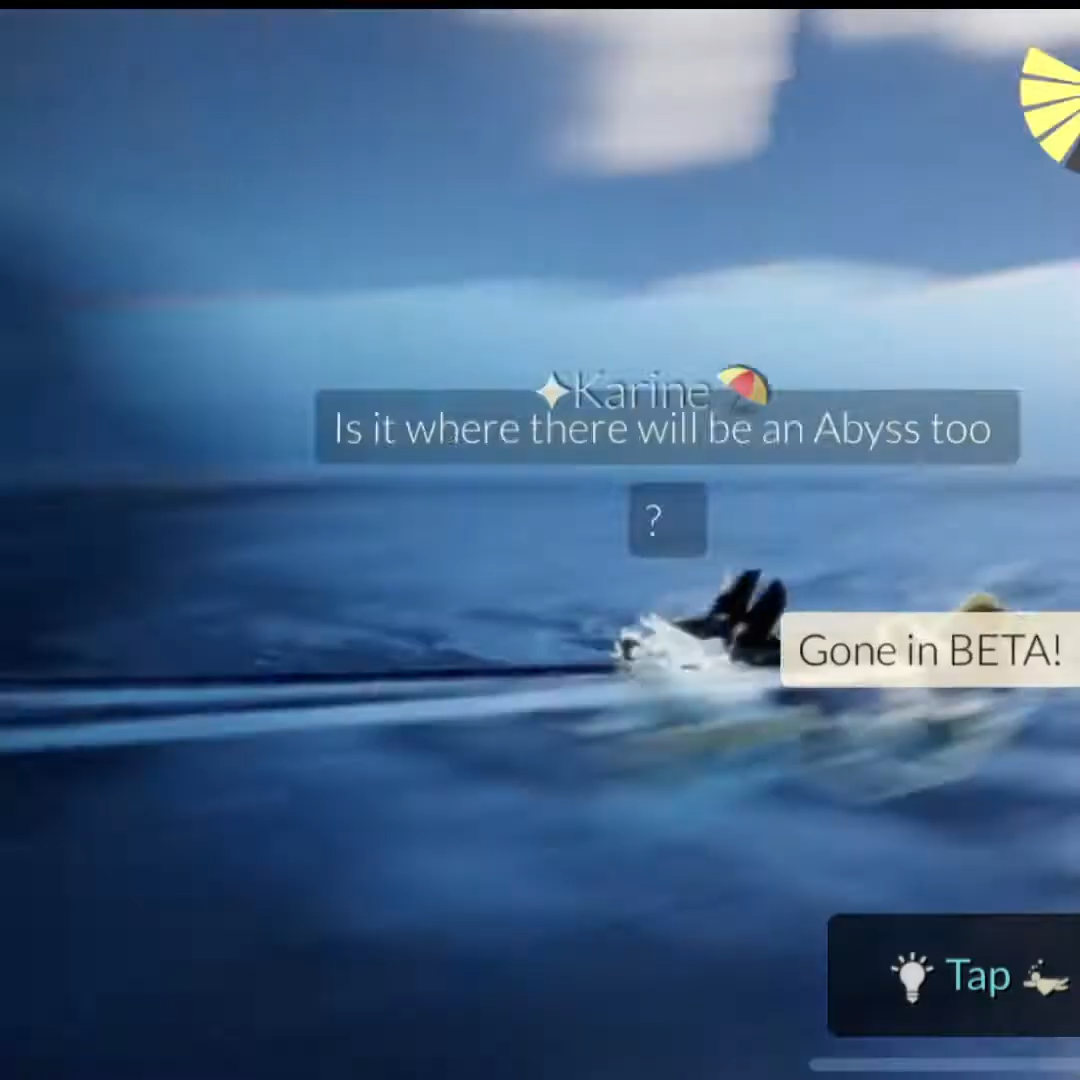 ✦Karine ⛱
Is it where there will be an Abyss too
?
Gone in BETA!
Tap